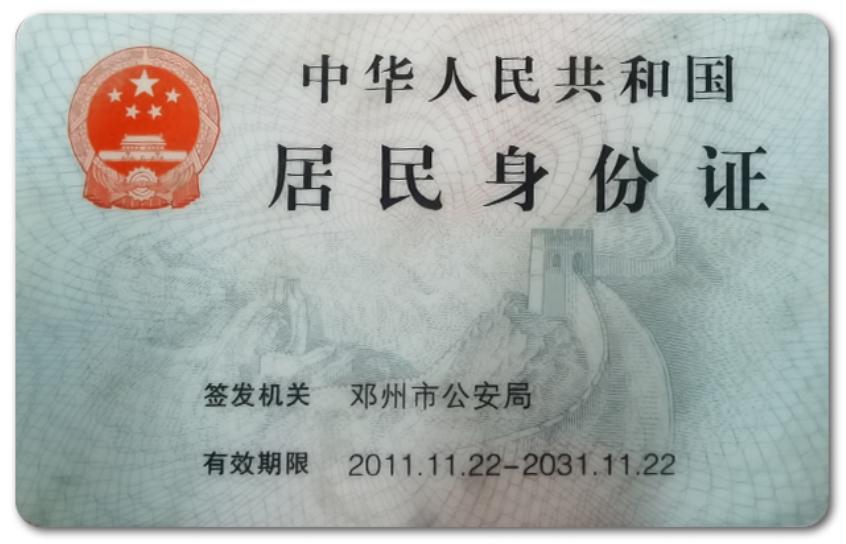 中华人民共和国
居民身份证
签发机关 邓州市公安局
有效期限 2011.11.22-2031.11.22